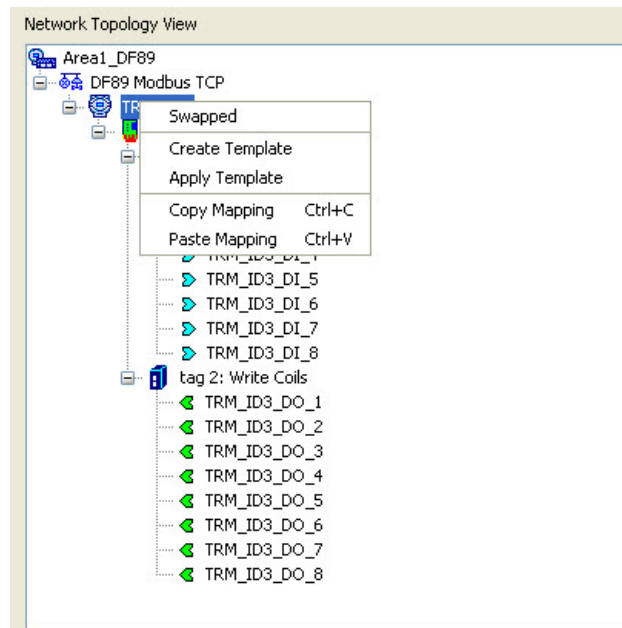 Network Topology View
Area1_DF89
DF89 Modbus TCP
Swapped
Create Template
Apply Template
Copy Mapping Ctrl+C
Paste Mapping Ctrl+V
TRM_ID3_DI_5
TRM_ID3_DI_6
TRM_ID3_DI_7
TRM_ID3_DI_8
tag 2: Write Coils
TRM_ID3_DO_1
TRM_ID3_DO_2
TRM_ID3_DO_3
TRM_ID3_DO_4
TRM_ID3_DO_5
TRM_ID3_DO_6
TRM_ID3_DO_7
TRM_ID3_DO_8